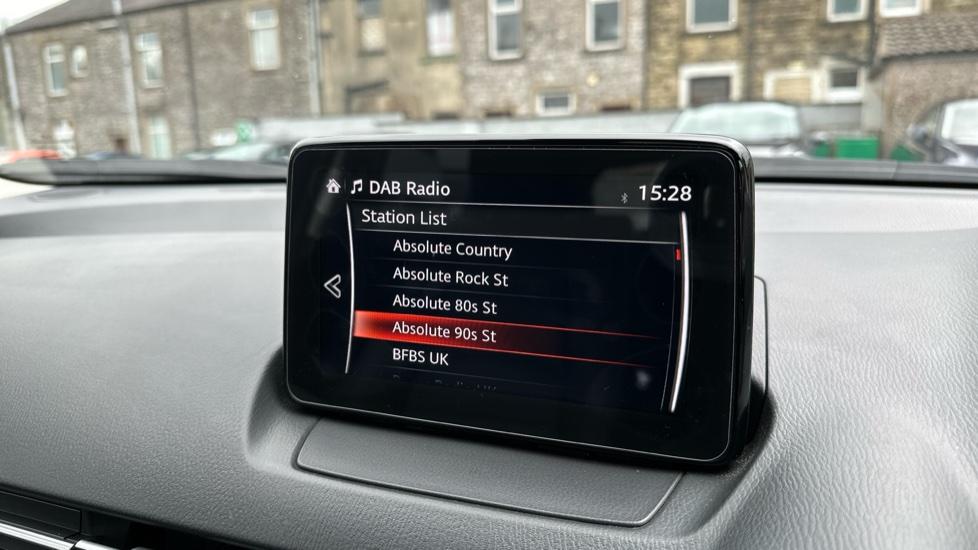 DAB Radio 15:28
Station List
Absolute Country
Absolute Rock St
Absolute 80s St
Absolute 90s St
BFBS UK